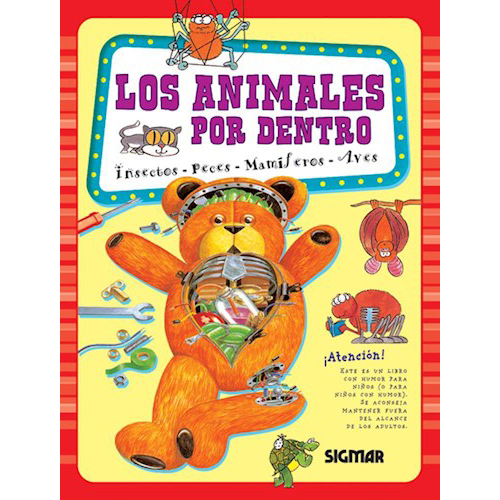 LOS ANIMALES
POR DENTRO
Insectos - Peces - Mamíferos - Aves
¡Atención!
ESTE ES UN LIBRO
CON HUMOR PARA
NIÑOS (O PARA
NIÑOS CON HUMOR).
SE ACONSEJA
MANTENER FUERA
DEL ALCANCE
DE LOS ADULTOS.
SIGMAR